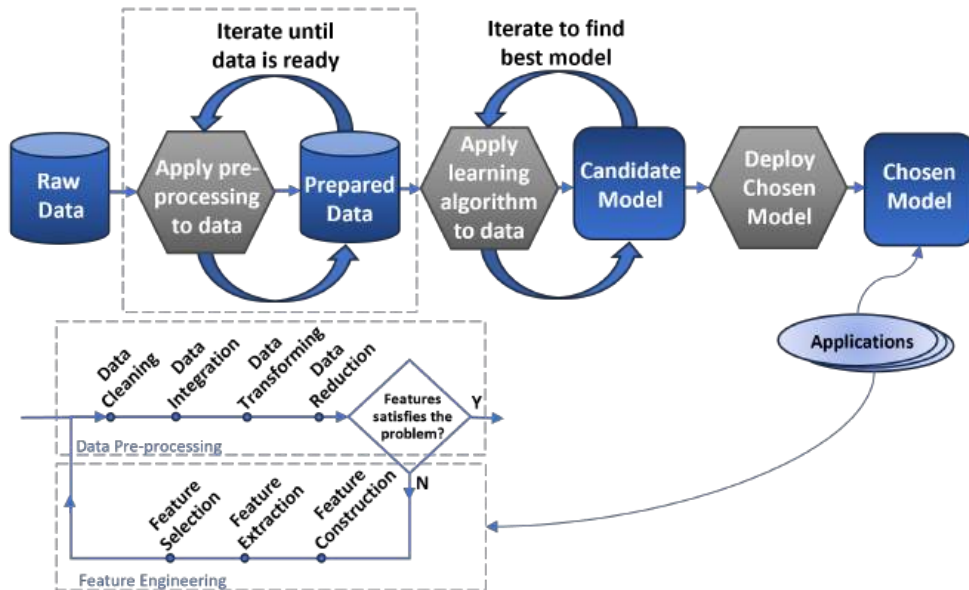 Iterate until
data is ready
Iterate to find
best model
Raw
Data
Apply pre-
processing
to data
Prepared
Data
Apply
learning
algorithm
to data
Candidate
Model
Deploy
Chosen
Model
Chosen
Model
Applications
Data
Cleaning
Data
Integration
Data
Transforming
Data
Reduction
Features
satisfies the
problem?
Y
Data Pre-processing
N
Feature
Selection
Feature
Extraction
Feature
Construction
Feature Engineering